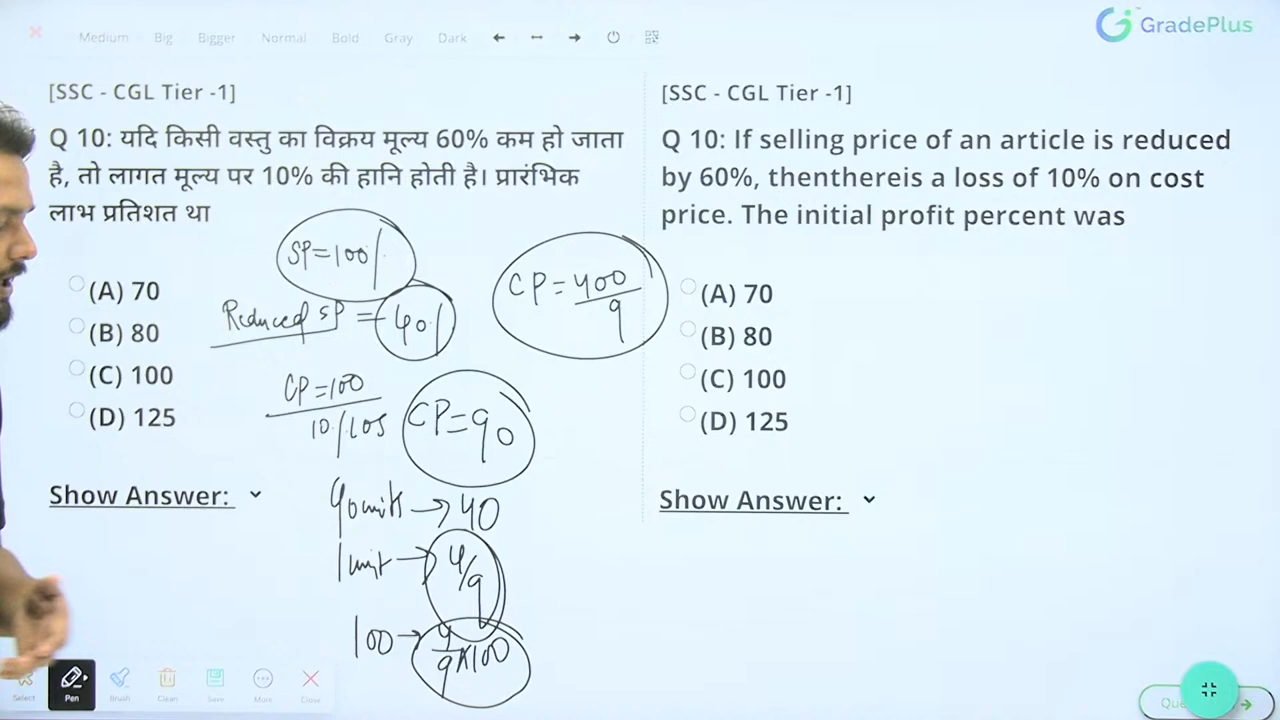 Medium Big Bigger Normal Bold Gray Dark
GradePlus
[SSC - CGL Tier -1]
Q 10: यदि किसी वस्तु का विक्रय मूल्य 60% कम हो जाता
है, तो लागत मूल्य पर 10% की हानि होती है। प्रारंभिक
लाभ प्रतिशत था
(A) 70
(B) 80
(C) 100
(D) 125
Show Answer:
SP=100%
Reduced SP = 40%
CP=100
10% Los
CP=90
90 units → 40
1 unit → 4/9
100 → 4/9 × 100
CP = 400/9
[SSC - CGL Tier -1]
Q 10: If selling price of an article is reduced
by 60%, thenthereis a loss of 10% on cost
price. The initial profit percent was
(A) 70
(B) 80
(C) 100
(D) 125
Show Answer:
Select Pen Brush Clean Save More Close